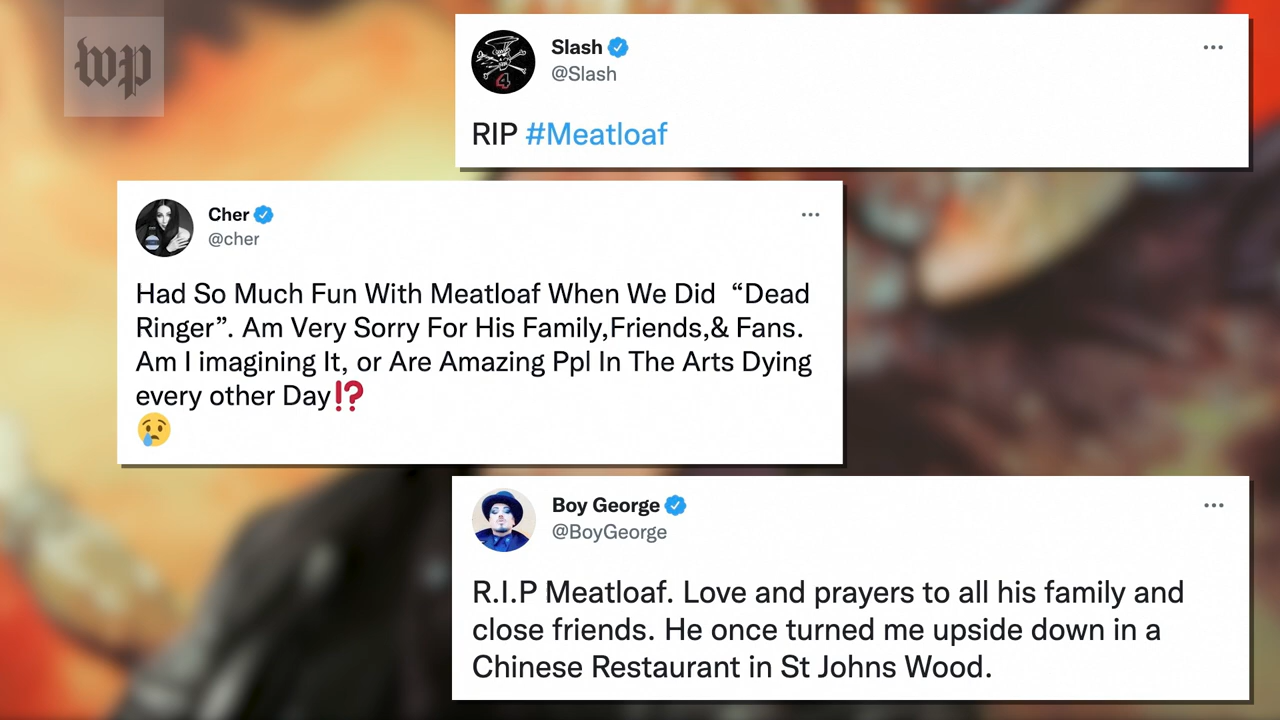 wp
Slash
@Slash
RIP #Meatloaf
Cher
@cher
Had So Much Fun With Meatloaf When We Did “Dead
Ringer”. Am Very Sorry For His Family,Friends,& Fans.
Am I imagining It, or Are Amazing Ppl In The Arts Dying
every other Day⁉️
😢
Boy George
@BoyGeorge
R.I.P Meatloaf. Love and prayers to all his family and
close friends. He once turned me upside down in a
Chinese Restaurant in St Johns Wood.